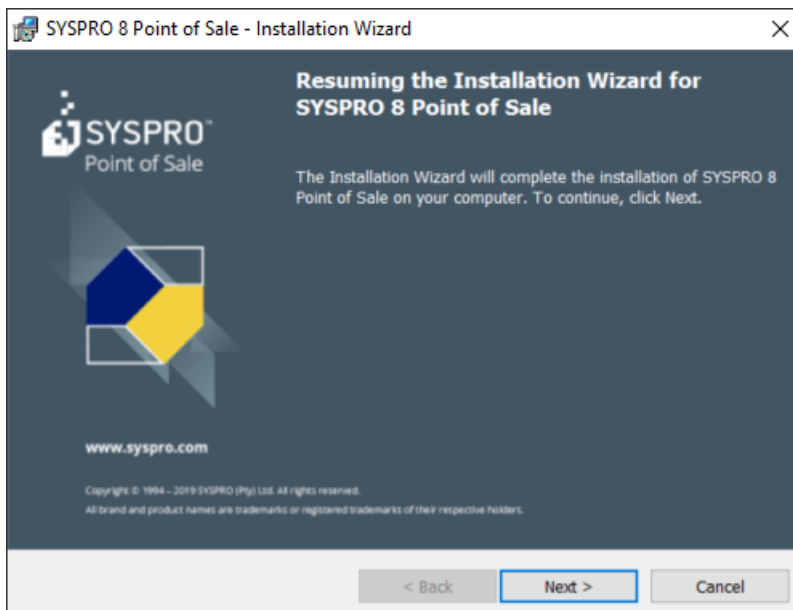 SYSPRO 8 Point of Sale - Installation Wizard
SYSPRO™
Point of Sale
Resuming the Installation Wizard for
SYSPRO 8 Point of Sale
The Installation Wizard will complete the installation of SYSPRO 8
Point of Sale on your computer. To continue, click Next.
www.syspro.com
Copyright © 1994 – 2019 SYSPRO (Pty) Ltd. All rights reserved.
All brand and product names are trademarks or registered trademarks of their respective holders.
< Back
Next >
Cancel